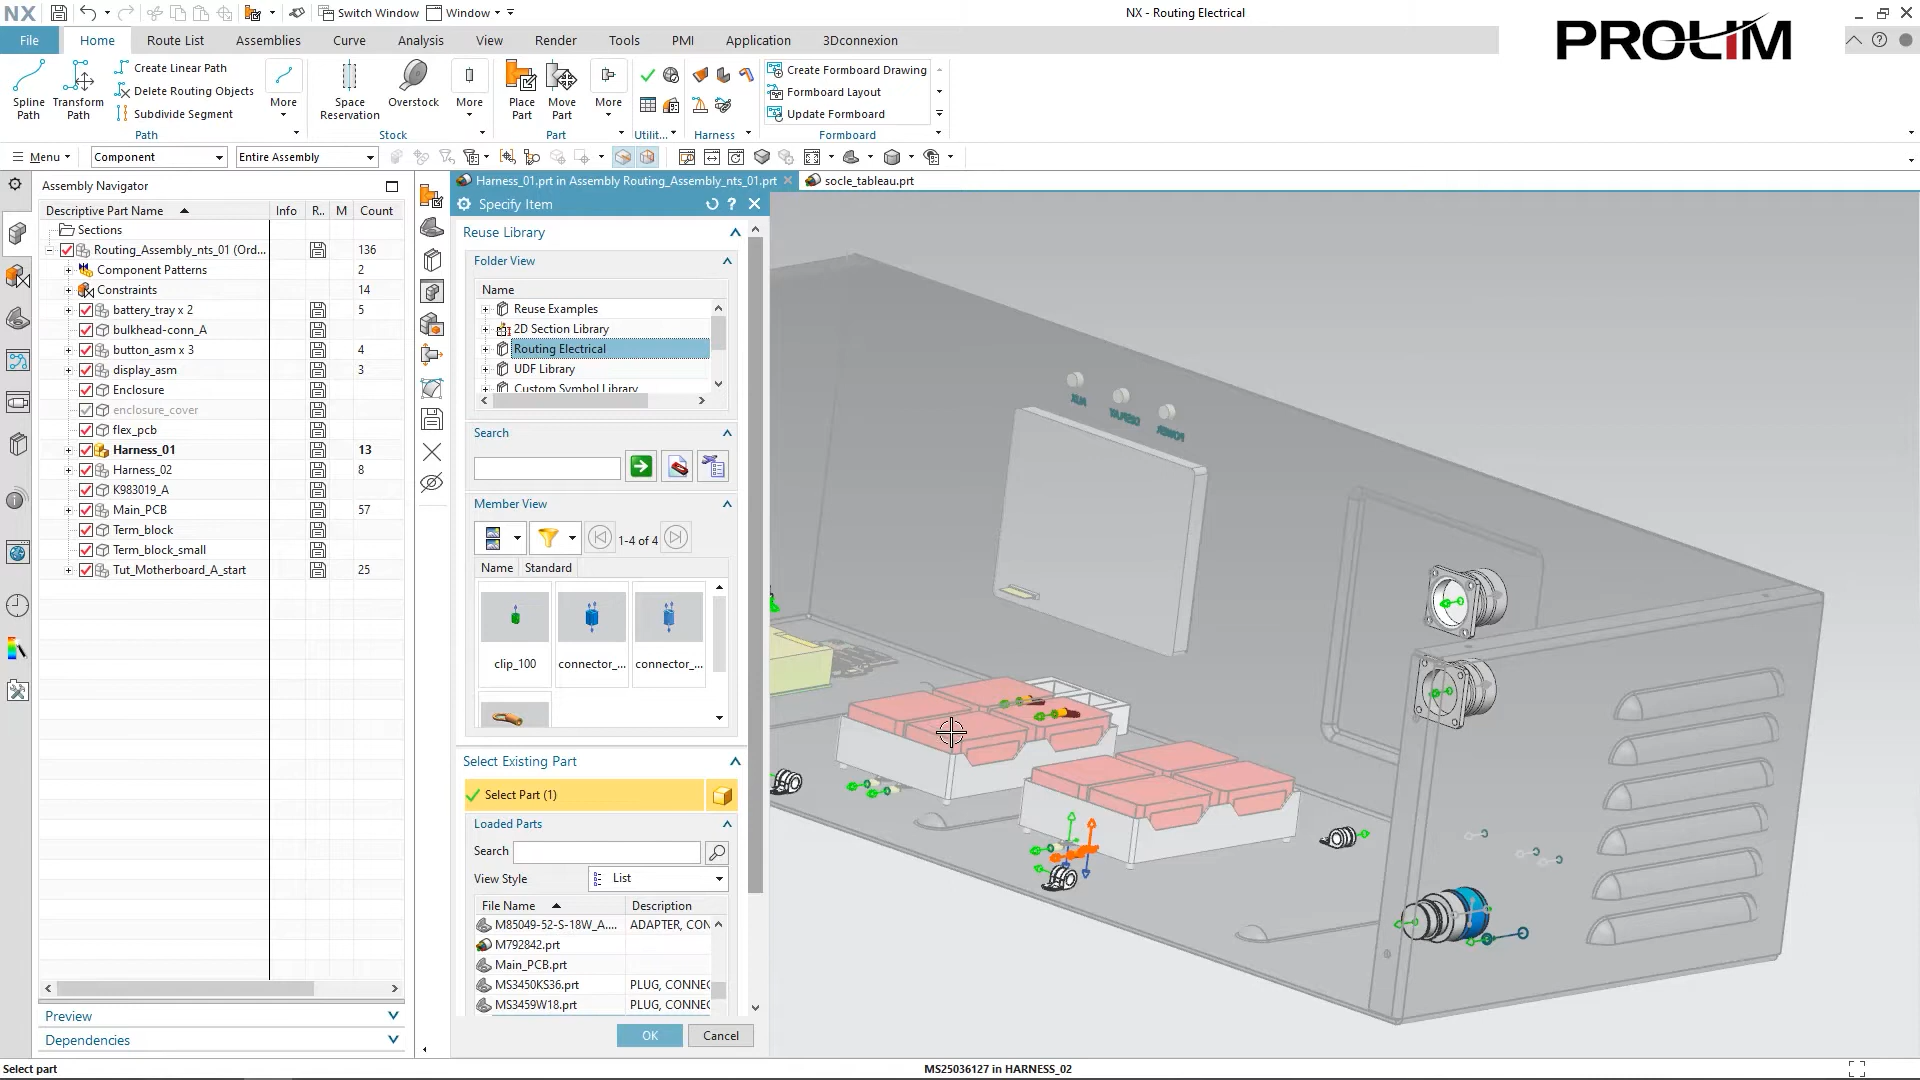 NX
Switch Window
Window
NX - Routing Electrical
PROLIM
File
Home
Route List
Assemblies
Curve
Analysis
View
Render
Tools
PMI
Application
3Dconnexion
Spline
Path
Transform
Path
Create Linear Path
Delete Routing Objects
Subdivide Segment
More
Path
Space
Reservation
Overstock
More
Stock
Place
Part
Move
Part
More
Part
Utilit...
Harness
Create Formboard Drawing
Formboard Layout
Update Formboard
Formboard
Menu
Component
Entire Assembly
Assembly Navigator
Descriptive Part Name
Info
R..
M
Count
Sections
Routing_Assembly_nts_01 (Ord...
136
Component Patterns
2
Constraints
14
battery_tray x 2
5
bulkhead-conn_A
button_asm x 3
4
display_asm
3
Enclosure
enclosure_cover
flex_pcb
Harness_01
13
Harness_02
8
K983019_A
Main_PCB
57
Term_block
Term_block_small
Tut_Motherboard_A_start
25
Preview
Dependencies
Harness_01.prt in Assembly Routing_Assembly_nts_01.prt
socle_tableau.prt
Specify Item
Reuse Library
Folder View
Name
Reuse Examples
2D Section Library
Routing Electrical
UDF Library
Custom Symbol Library
Search
Member View
1-4 of 4
Name
Standard
clip_100
connector_...
connector_...
Select Existing Part
Select Part (1)
Loaded Parts
Search
View Style
List
File Name
Description
M85049-52-S-18W_A....
ADAPTER, CON
M792842.prt
Main_PCB.prt
MS3450KS36.prt
PLUG, CONNEC
MS3459W18.prt
PLUG, CONNEC
OK
Cancel
AUX
DISPLAY
POWER
Select part
MS25036127 in HARNESS_02